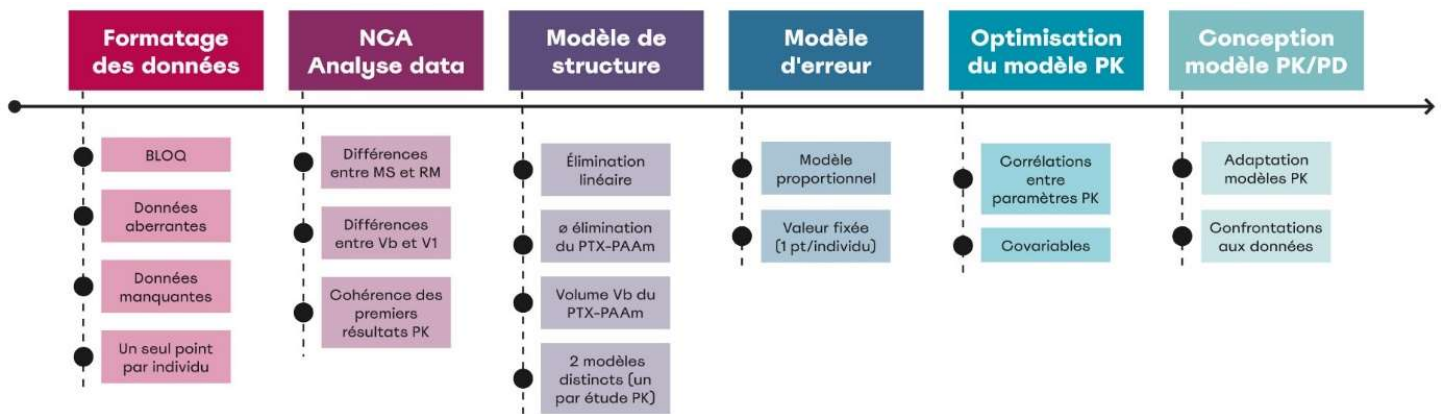 Formatage
des données
BLOQ
Données
aberrantes
Données
manquantes
Un seul point
par individu
NCA
Analyse data
Différences
entre MS et RM
Différences
entre Vb et V1
Cohérence des
premiers
résultats PK
Modèle de
structure
Élimination
linéaire
ø élimination
du PTX-PAAm
Volume Vb du
PTX-PAAm
2 modèles
distincts (un
par étude PK)
Modèle
d'erreur
Modèle
proportionnel
Valeur fixée
(1 pt/individu)
Optimisation
du modèle PK
Corrélations
entre
paramètres PK
Covariables
Conception
modèle PK/PD
Adaptation
modèles PK
Confrontations
aux données